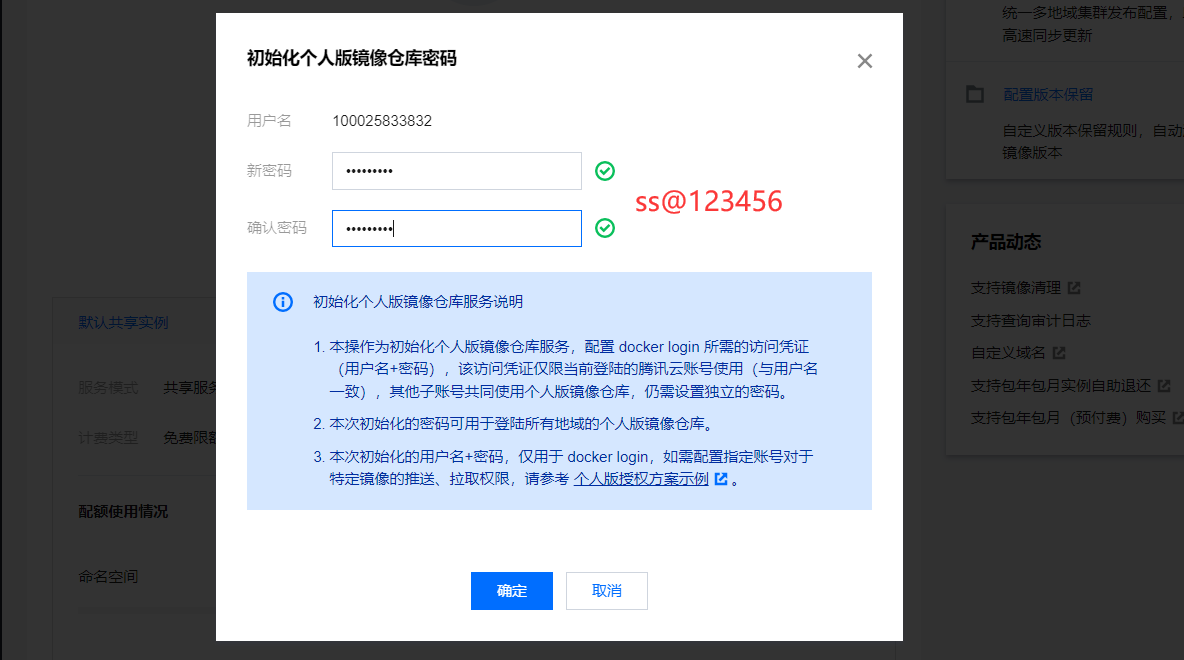 初始化个人版镜像仓库密码
用户名 100025833832
新密码 •••••••••
ss@123456
确认密码 •••••••••
初始化个人版镜像仓库服务说明
1. 本操作为初始化个人版镜像仓库服务，配置 docker login 所需的访问凭证
（用户名+密码），该访问凭证仅限当前登陆的腾讯云账号使用（与用户名
一致），其他子账号共同使用个人版镜像仓库，仍需设置独立的密码。
2. 本次初始化的密码可用于登陆所有地域的个人版镜像仓库。
3. 本次初始化的用户名+密码，仅用于 docker login，如需配置指定账号对于
特定镜像的推送、拉取权限，请参考 个人版授权方案示例 。
确定 取消
默认共享实例
服务模式 共享服务
计费类型 免费限额
配额使用情况
命名空间
统一多地域集群发布配置，
高速同步更新
配置版本保留
自定义版本保留规则，自动
镜像版本
产品动态
支持镜像清理
支持查询审计日志
自定义域名
支持包年包月实例自助退还
支持包年包月（预付费）购买